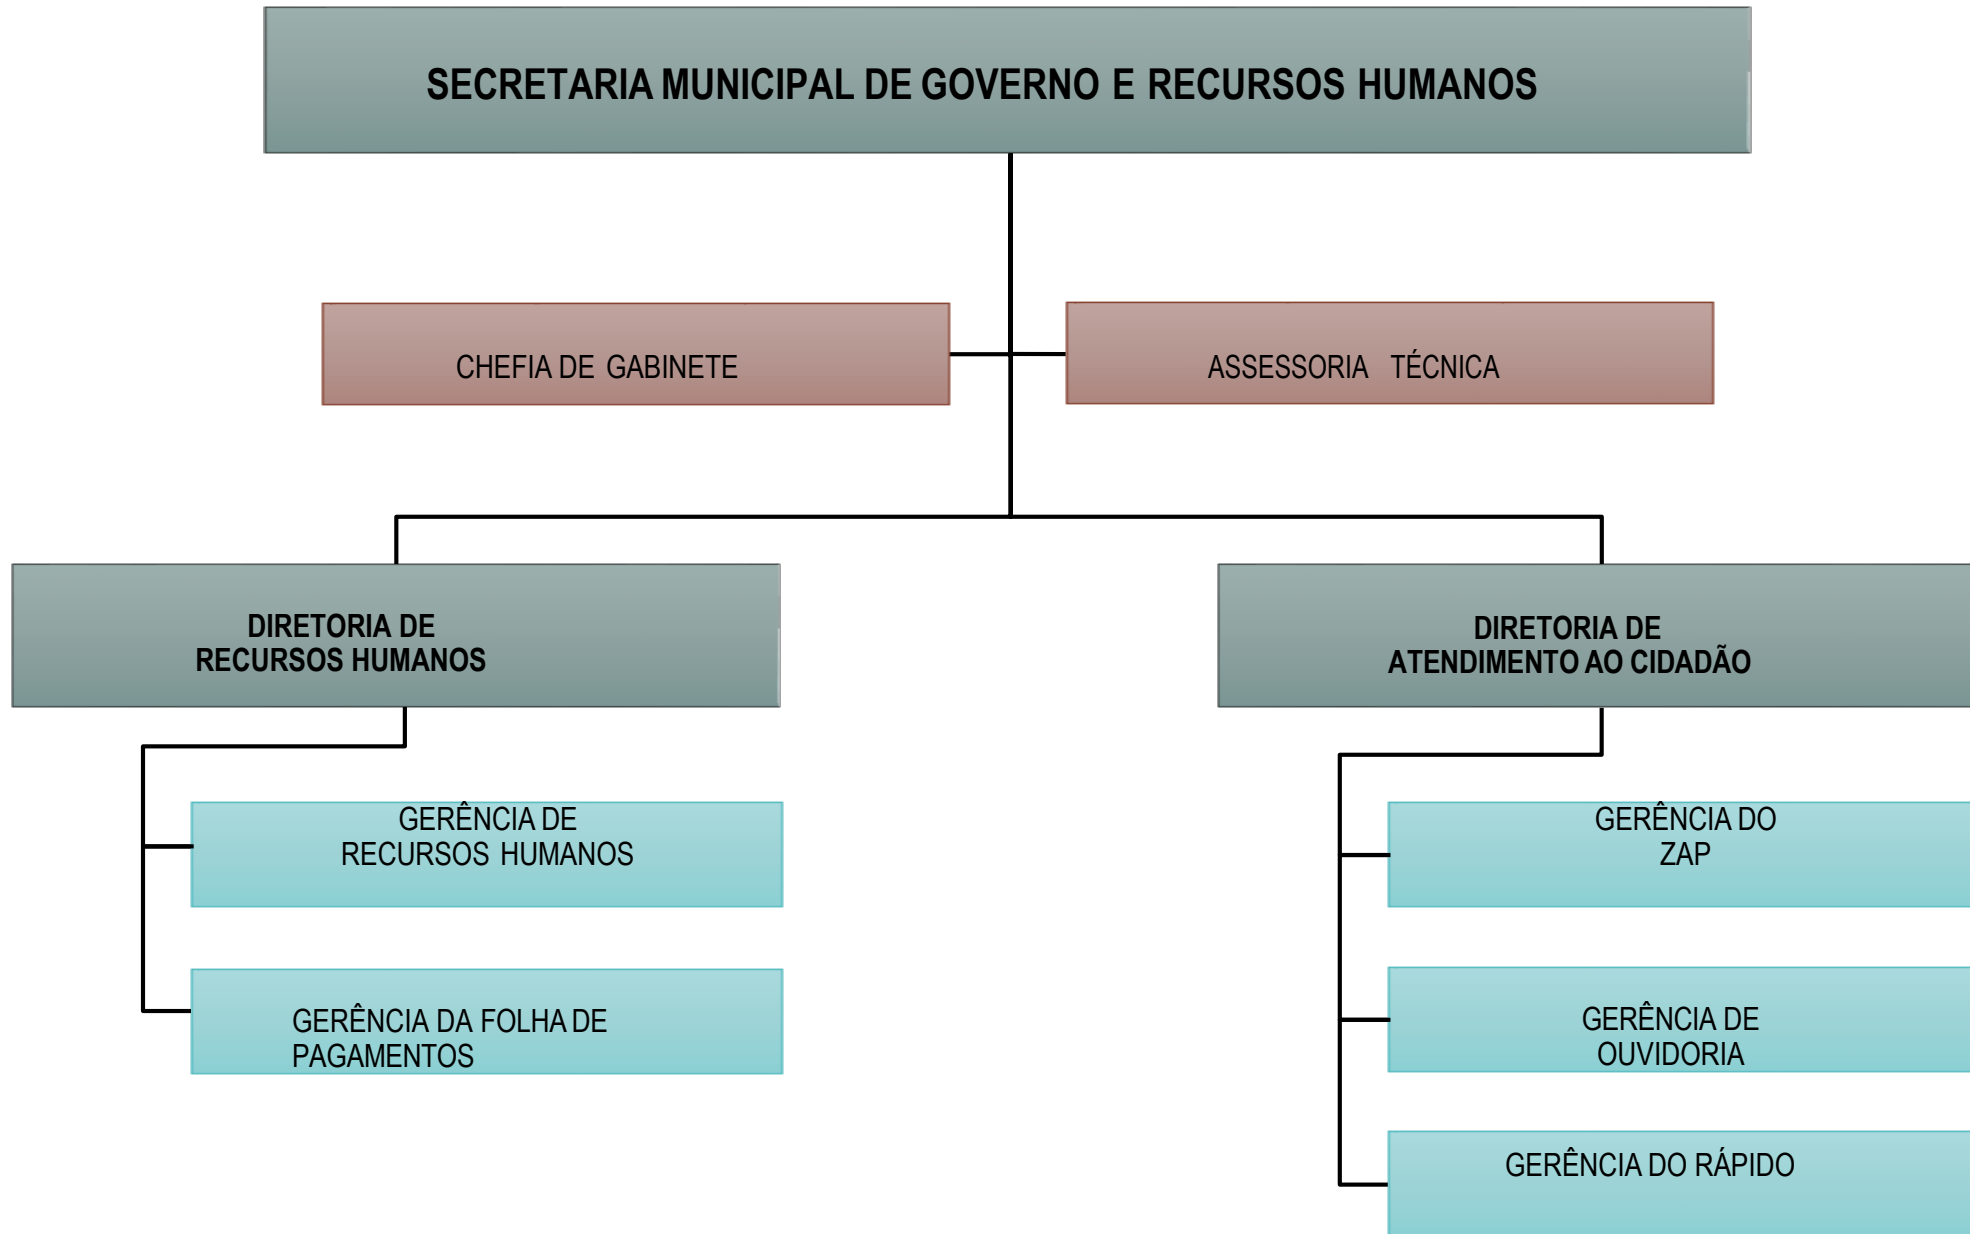 SECRETARIA MUNICIPAL DE GOVERNO E RECURSOS HUMANOS
CHEFIA DE GABINETE
ASSESSORIA TÉCNICA
DIRETORIA DE
RECURSOS HUMANOS
DIRETORIA DE
ATENDIMENTO AO CIDADÃO
GERÊNCIA DE
RECURSOS HUMANOS
GERÊNCIA DA FOLHA DE
PAGAMENTOS
GERÊNCIA DO
ZAP
GERÊNCIA DE
OUVIDORIA
GERÊNCIA DO RÁPIDO